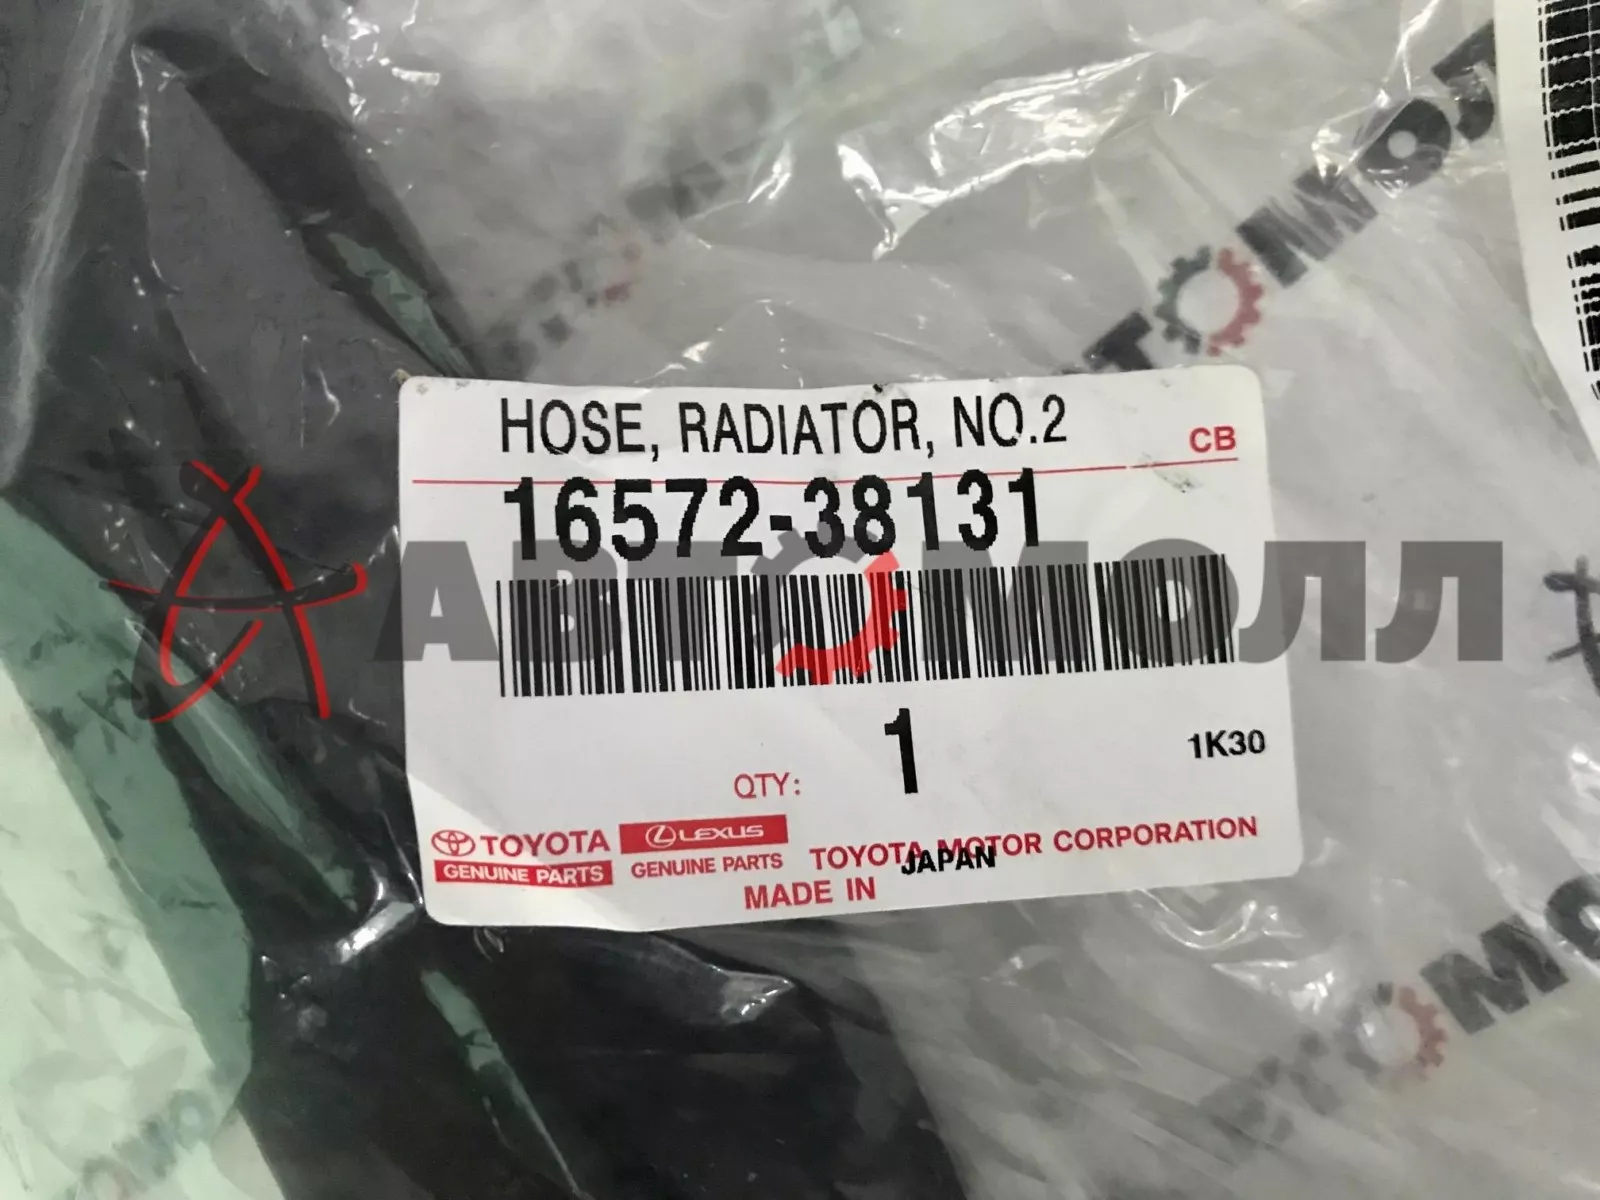 HOSE, RADIATOR, NO.2
CB
16572-38131
АВТОМОЛЛ
QTY: 1
1K30
TOYOTA
GENUINE PARTS
LEXUS
GENUINE PARTS
TOYOTA MOTOR CORPORATION
MADE IN JAPAN